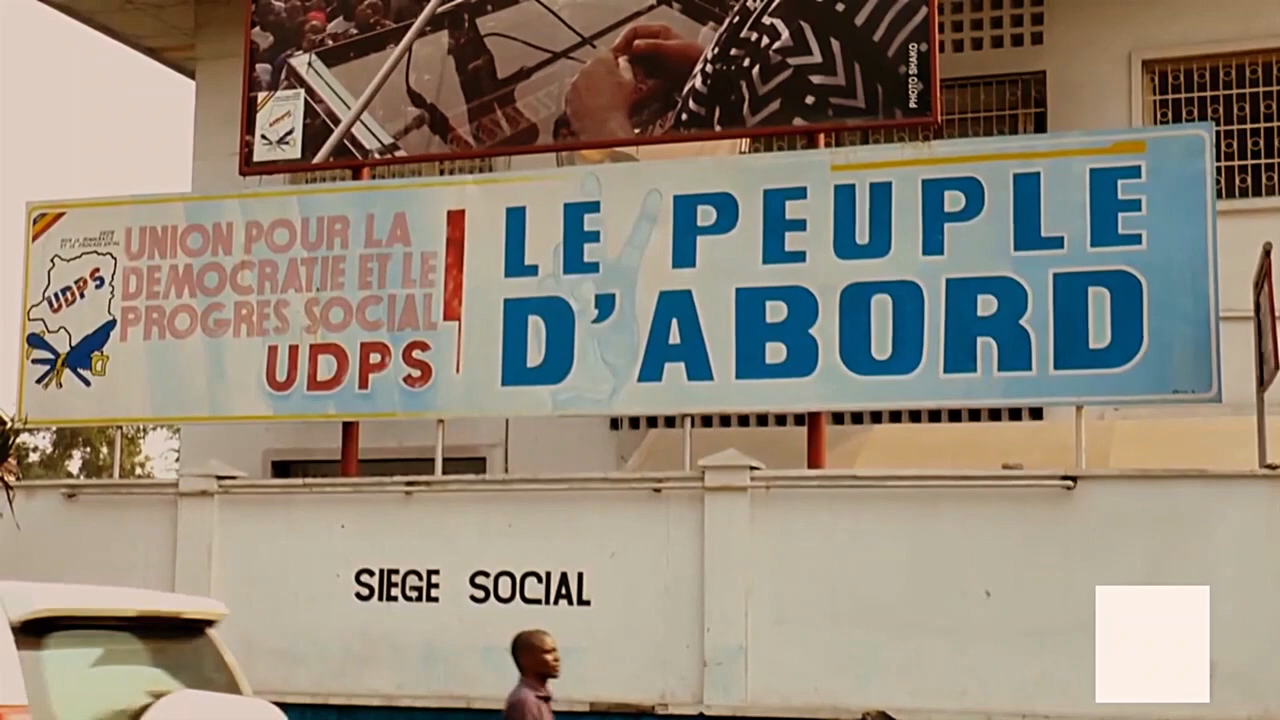 PHOTO SHAKO
UNION POUR LA
DEMOCRATIE ET LE
PROGRES SOCIAL
UDPS
UDPS
LE PEUPLE
D'ABORD
SIEGE SOCIAL